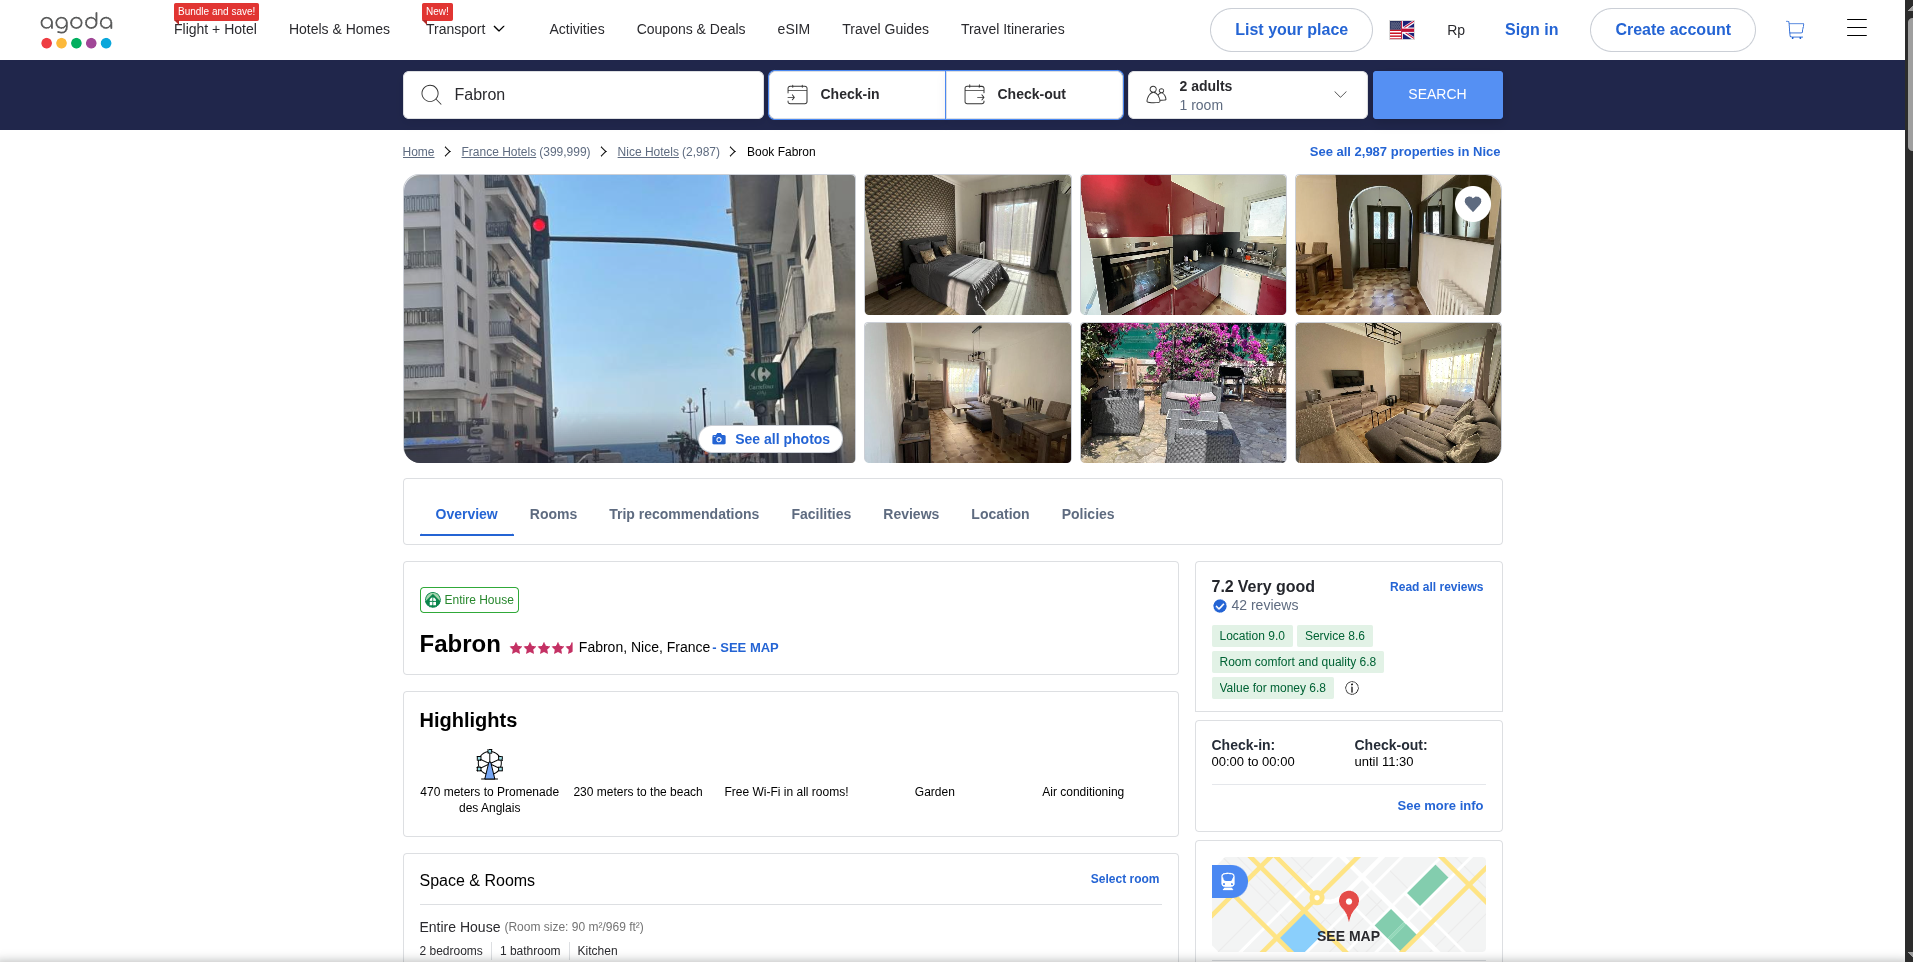 agoda
Bundle and save!
Flight + Hotel
Hotels & Homes
New!
Transport
Activities
Coupons & Deals
eSIM
Travel Guides
Travel Itineraries
List your place
Rp
Sign in
Create account
Fabron
Check-in
Check-out
2 adults
1 room
SEARCH
Home
France Hotels (399,999)
Nice Hotels (2,987)
Book Fabron
See all 2,987 properties in Nice
Carrefour
See all photos
Overview
Rooms
Trip recommendations
Facilities
Reviews
Location
Policies
Entire House
Fabron
Fabron, Nice, France - SEE MAP
7.2 Very good
Read all reviews
42 reviews
Location 9.0
Service 8.6
Room comfort and quality 6.8
Value for money 6.8
Highlights
470 meters to Promenade
des Anglais
230 meters to the beach
Free Wi-Fi in all rooms!
Garden
Air conditioning
Check-in:
00:00 to 00:00
Check-out:
until 11:30
See more info
Space & Rooms
Select room
Entire House (Room size: 90 m²/969 ft²)
2 bedrooms
1 bathroom
Kitchen
SEE MAP